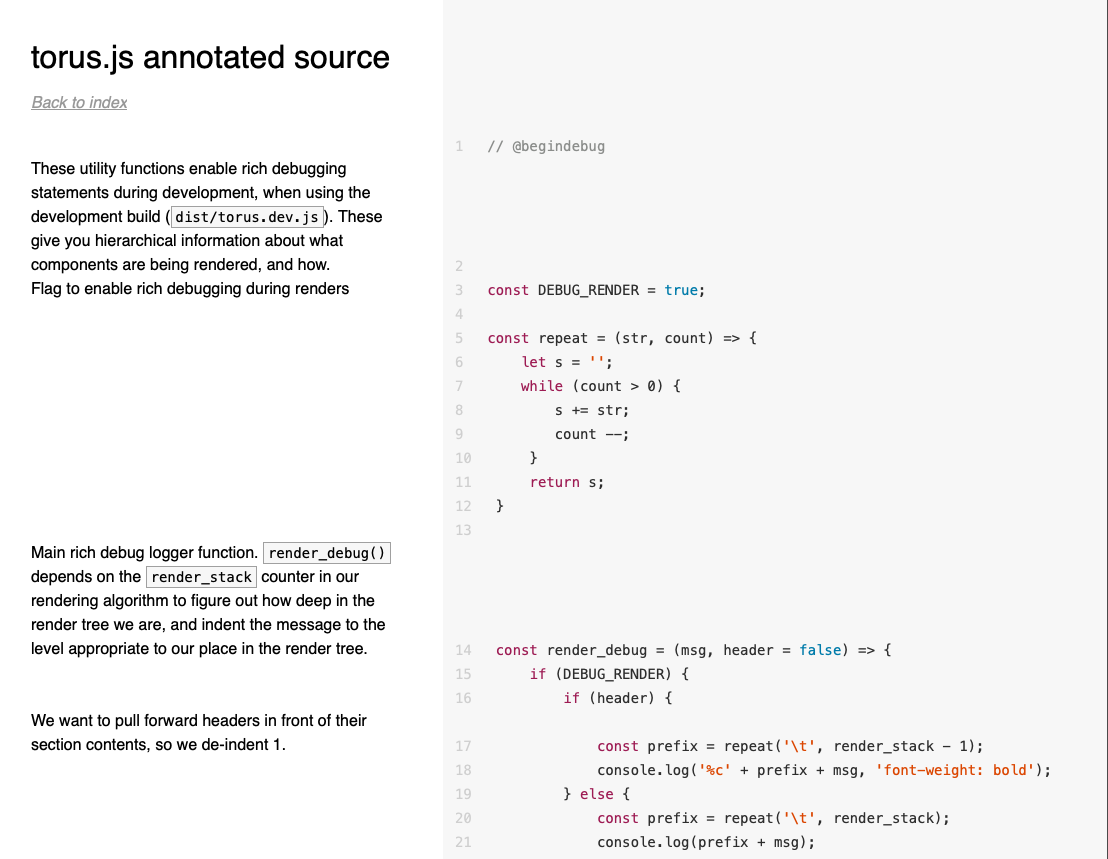 torus.js annotated source
Back to index
These utility functions enable rich debugging
statements during development, when using the
development build ( dist/torus.dev.js ). These
give you hierarchical information about what
components are being rendered, and how.
Flag to enable rich debugging during renders
Main rich debug logger function. render_debug()
depends on the render_stack counter in our
rendering algorithm to figure out how deep in the
render tree we are, and indent the message to the
level appropriate to our place in the render tree.
We want to pull forward headers in front of their
section contents, so we de-indent 1.
1 // @begindebug
2
3 const DEBUG_RENDER = true;
4
5 const repeat = (str, count) => {
6     let s = '';
7     while (count > 0) {
8         s += str;
9         count --;
10     }
11     return s;
12 }
13
14 const render_debug = (msg, header = false) => {
15     if (DEBUG_RENDER) {
16         if (header) {
17             const prefix = repeat('\t', render_stack - 1);
18             console.log('%c' + prefix + msg, 'font-weight: bold');
19         } else {
20             const prefix = repeat('\t', render_stack);
21             console.log(prefix + msg);